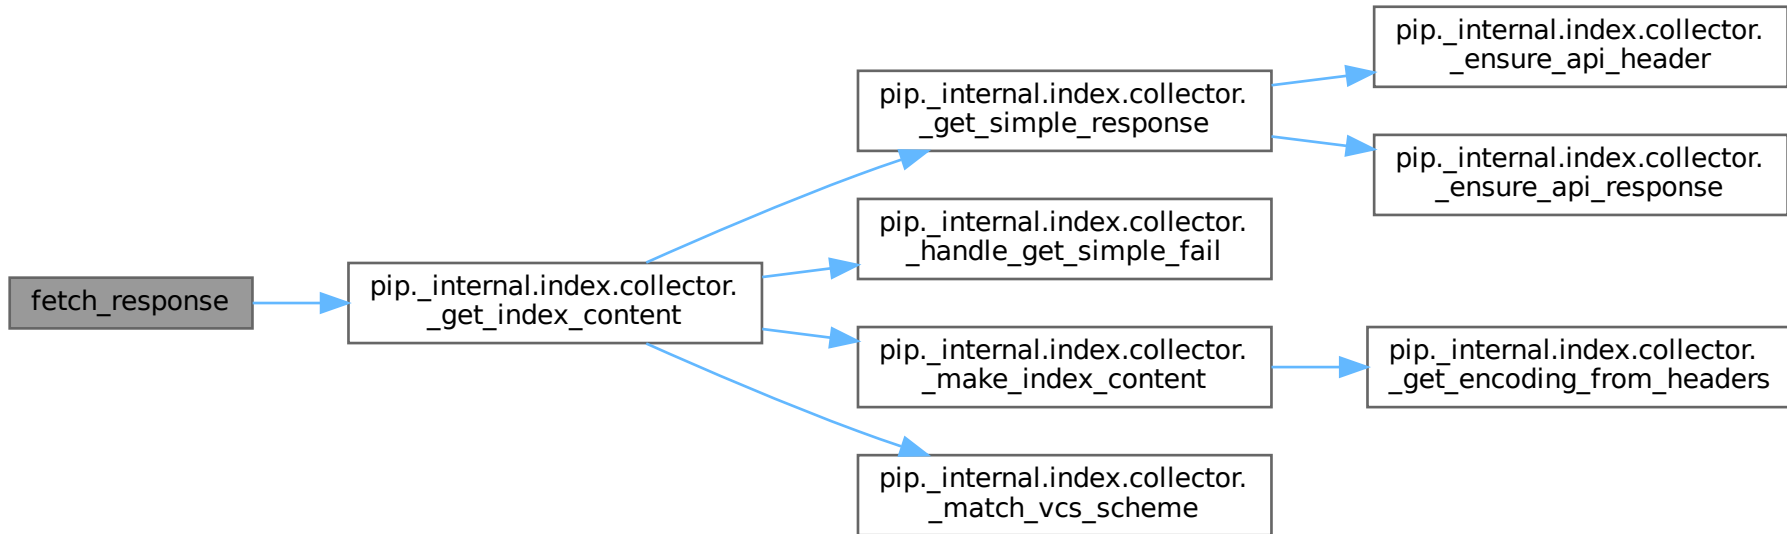 fetch_response
pip._internal.index.collector.
_get_index_content
pip._internal.index.collector.
_get_simple_response
pip._internal.index.collector.
_handle_get_simple_fail
pip._internal.index.collector.
_make_index_content
pip._internal.index.collector.
_match_vcs_scheme
pip._internal.index.collector.
_ensure_api_header
pip._internal.index.collector.
_ensure_api_response
pip._internal.index.collector.
_get_encoding_from_headers